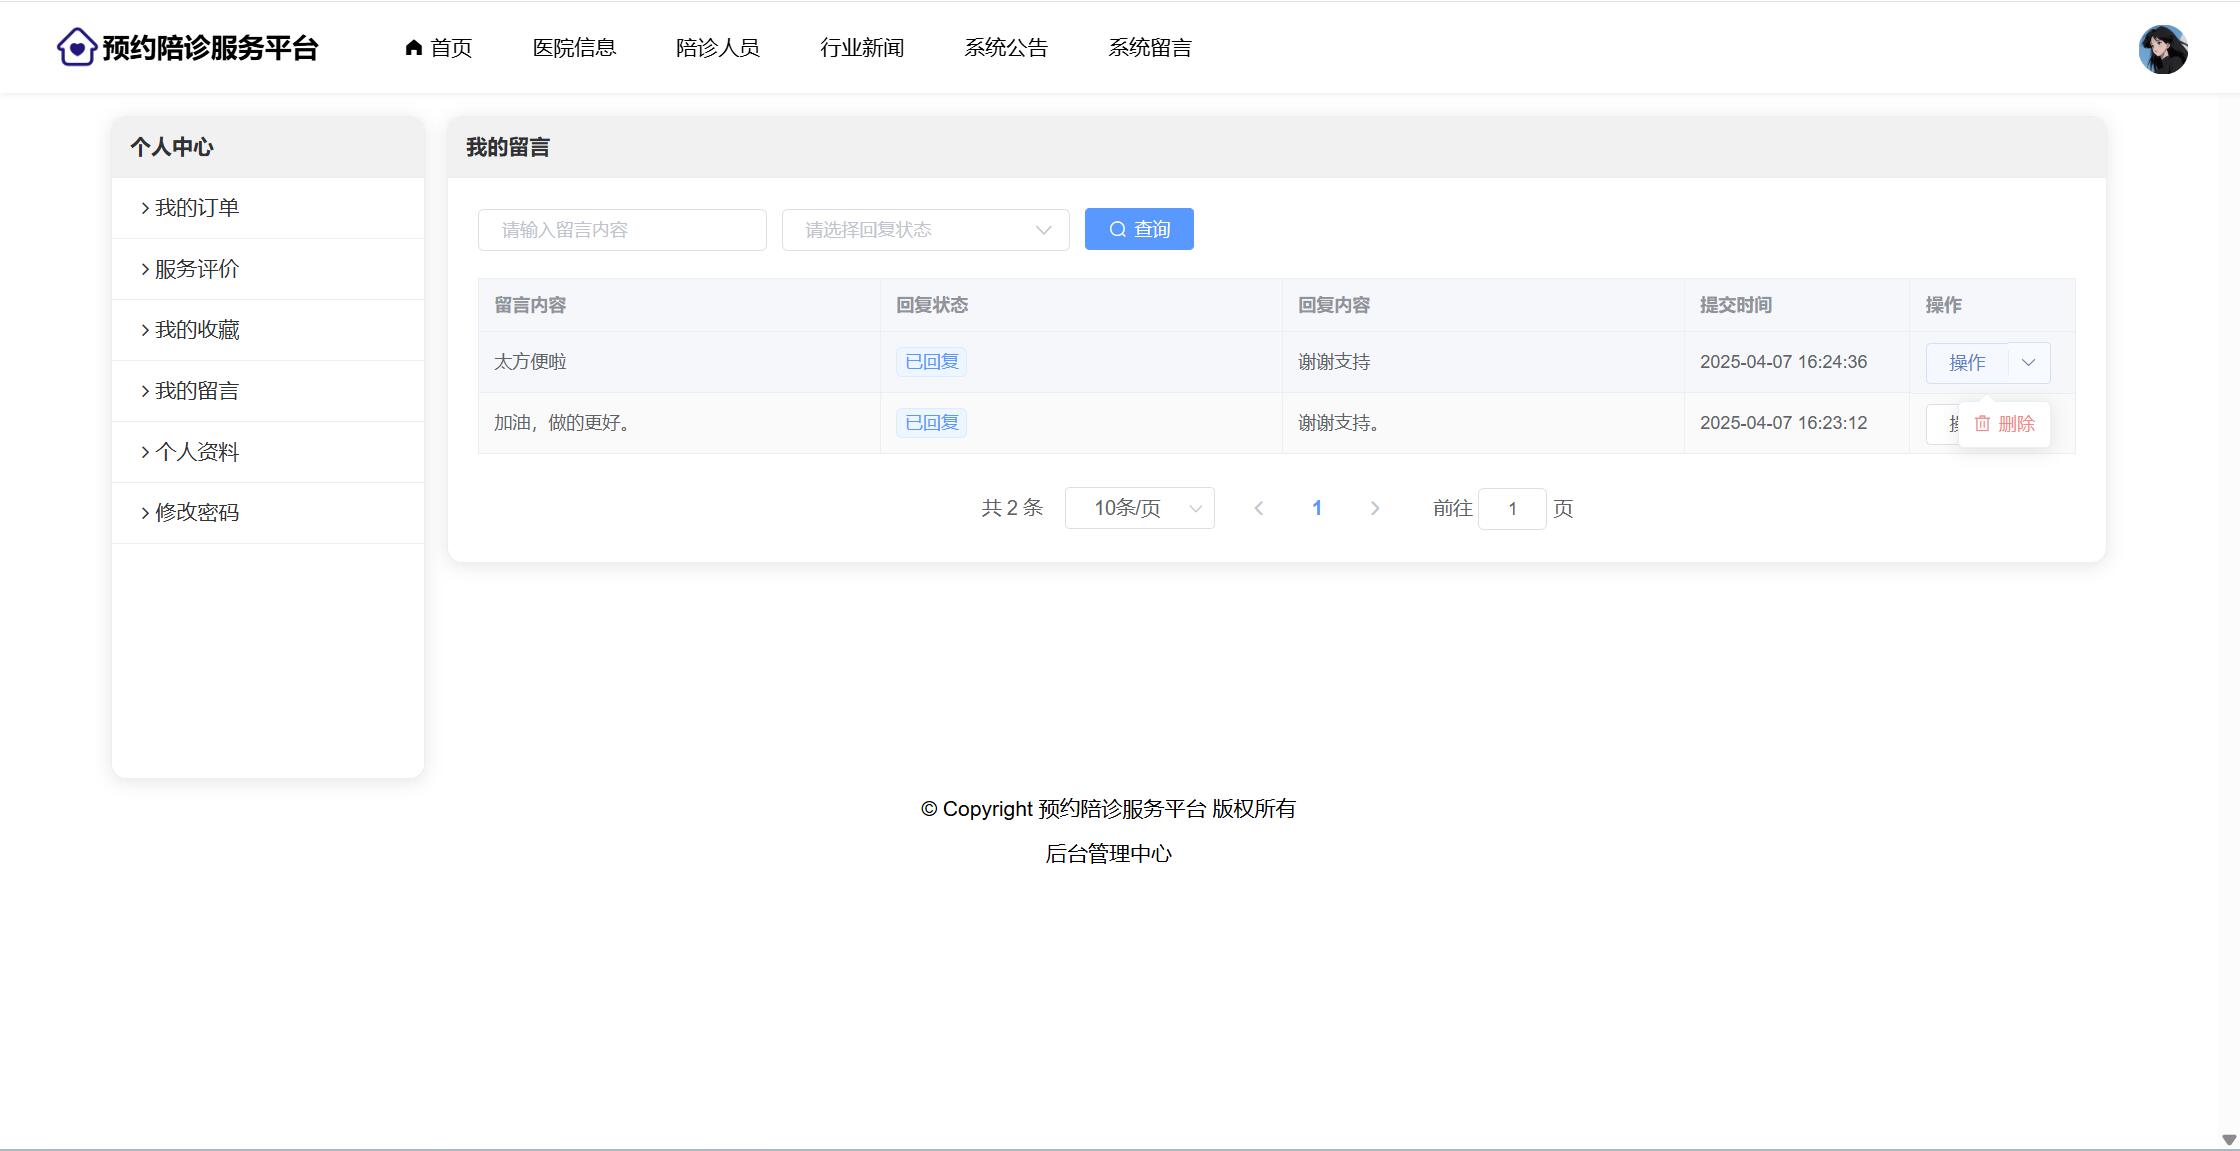 预约陪诊服务平台 首页 医院信息 陪诊人员 行业新闻 系统公告 系统留言
个人中心
我的订单
服务评价
我的收藏
我的留言
个人资料
修改密码
我的留言
请输入留言内容 请选择回复状态 查询
留言内容 回复状态 回复内容 提交时间 操作
太方便啦 已回复 谢谢支持 2025-04-07 16:24:36 操作
加油，做的更好。 已回复 谢谢支持。 2025-04-07 16:23:12 删除
共 2 条 10条/页 1 前往 1 页
© Copyright 预约陪诊服务平台 版权所有
后台管理中心